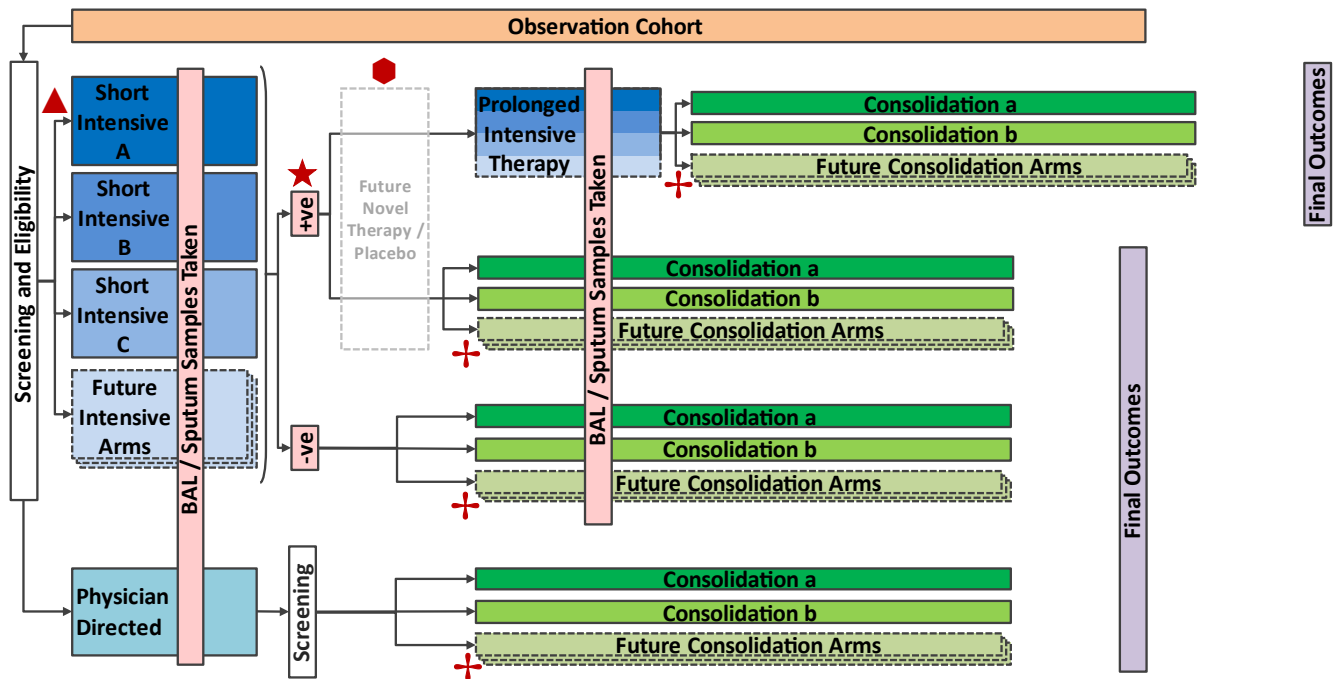 Observation Cohort
Screening and Eligibility
Short
Intensive
A
Short
Intensive
B
Short
Intensive
C
Future
Intensive
Arms
BAL / Sputum Samples Taken
+ve
-ve
Future
Novel
Therapy /
Placebo
Prolonged
Intensive
Therapy
BAL / Sputum Samples Taken
Consolidation a
Consolidation b
Future Consolidation Arms
Consolidation a
Consolidation b
Future Consolidation Arms
Consolidation a
Consolidation b
Future Consolidation Arms
Physician
Directed
Screening
Consolidation a
Consolidation b
Future Consolidation Arms
Final Outcomes
Final Outcomes